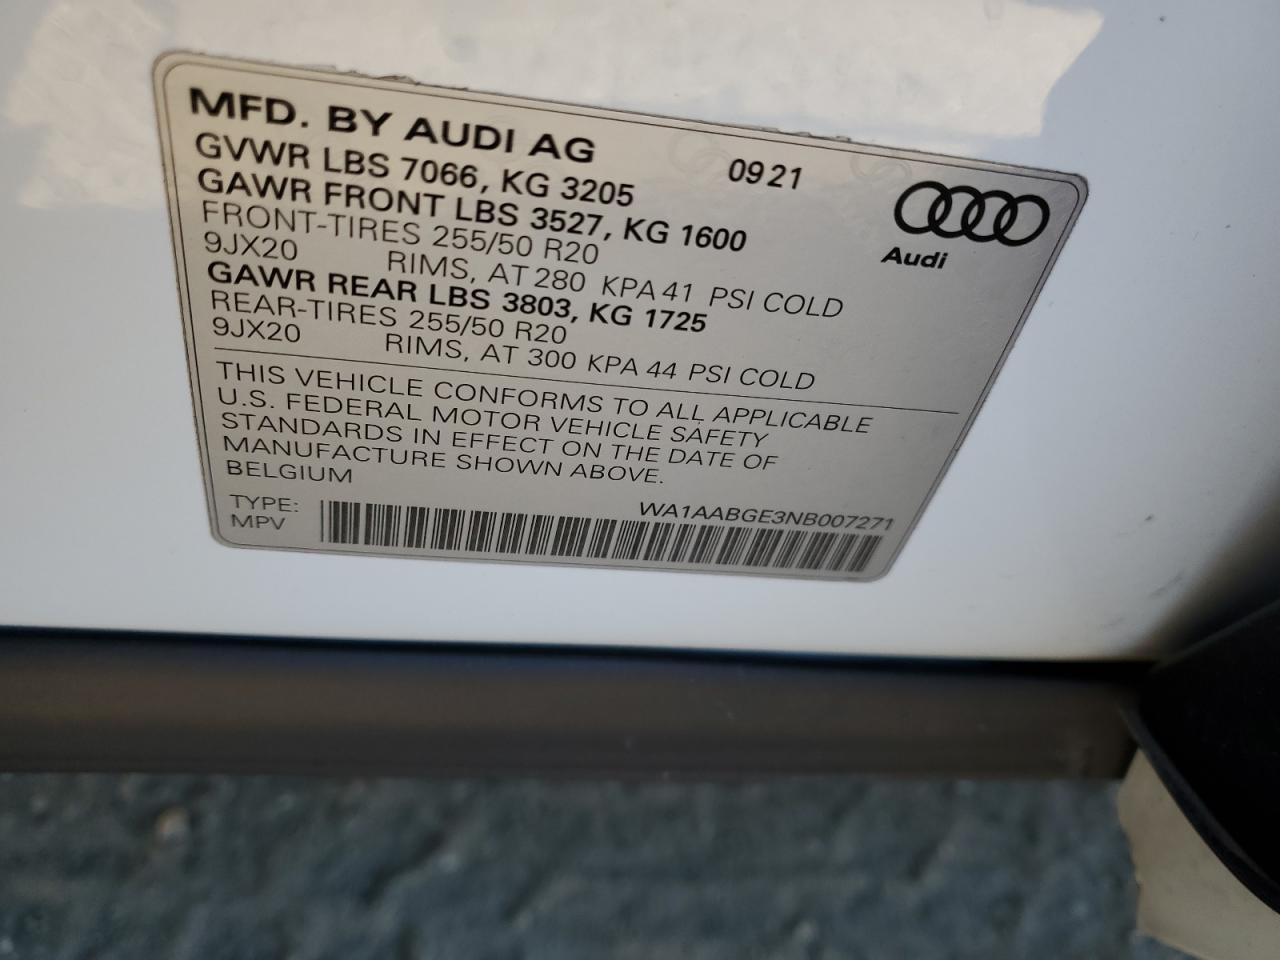 MFD. BY AUDI AG
09 21
Audi
GVWR LBS 7066, KG 3205
GAWR FRONT LBS 3527, KG 1600
FRONT-TIRES 255/50 R20
9JX20 RIMS, AT 280 KPA 41 PSI COLD
GAWR REAR LBS 3803, KG 1725
REAR-TIRES 255/50 R20
9JX20 RIMS, AT 300 KPA 44 PSI COLD
THIS VEHICLE CONFORMS TO ALL APPLICABLE
U.S. FEDERAL MOTOR VEHICLE SAFETY
STANDARDS IN EFFECT ON THE DATE OF
MANUFACTURE SHOWN ABOVE.
BELGIUM
TYPE:
MPV
WA1AABGE3NB007271